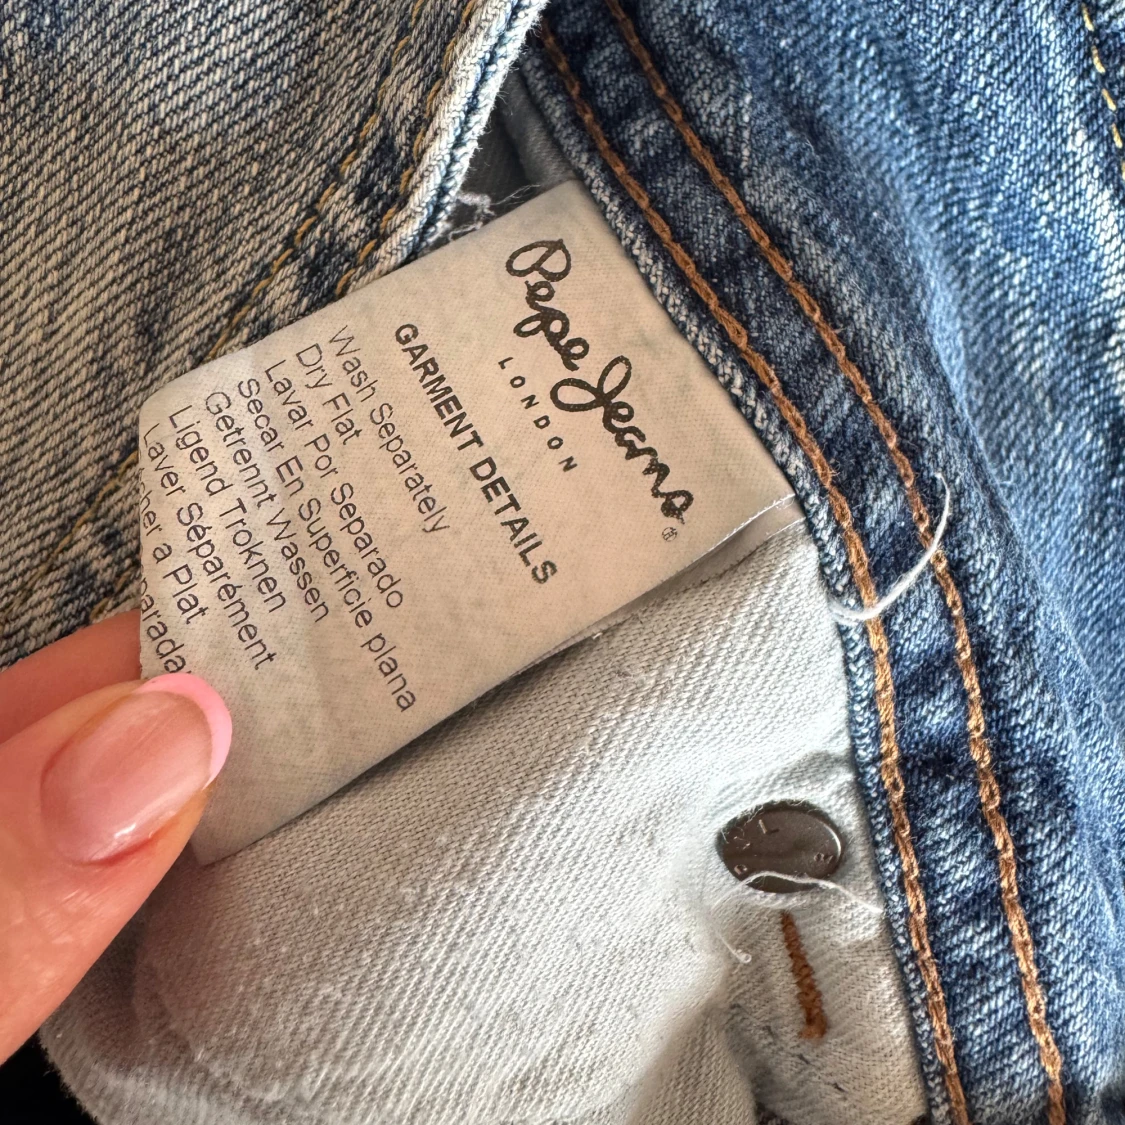 Pepe Jeans
LONDON
GARMENT DETAILS
Wash Separately
Dry Flat
Lavar Por Separado
Secar En Superficie plana
Getrennt Wassen
Ligend Troknen
Laver Séparément
her a Plat